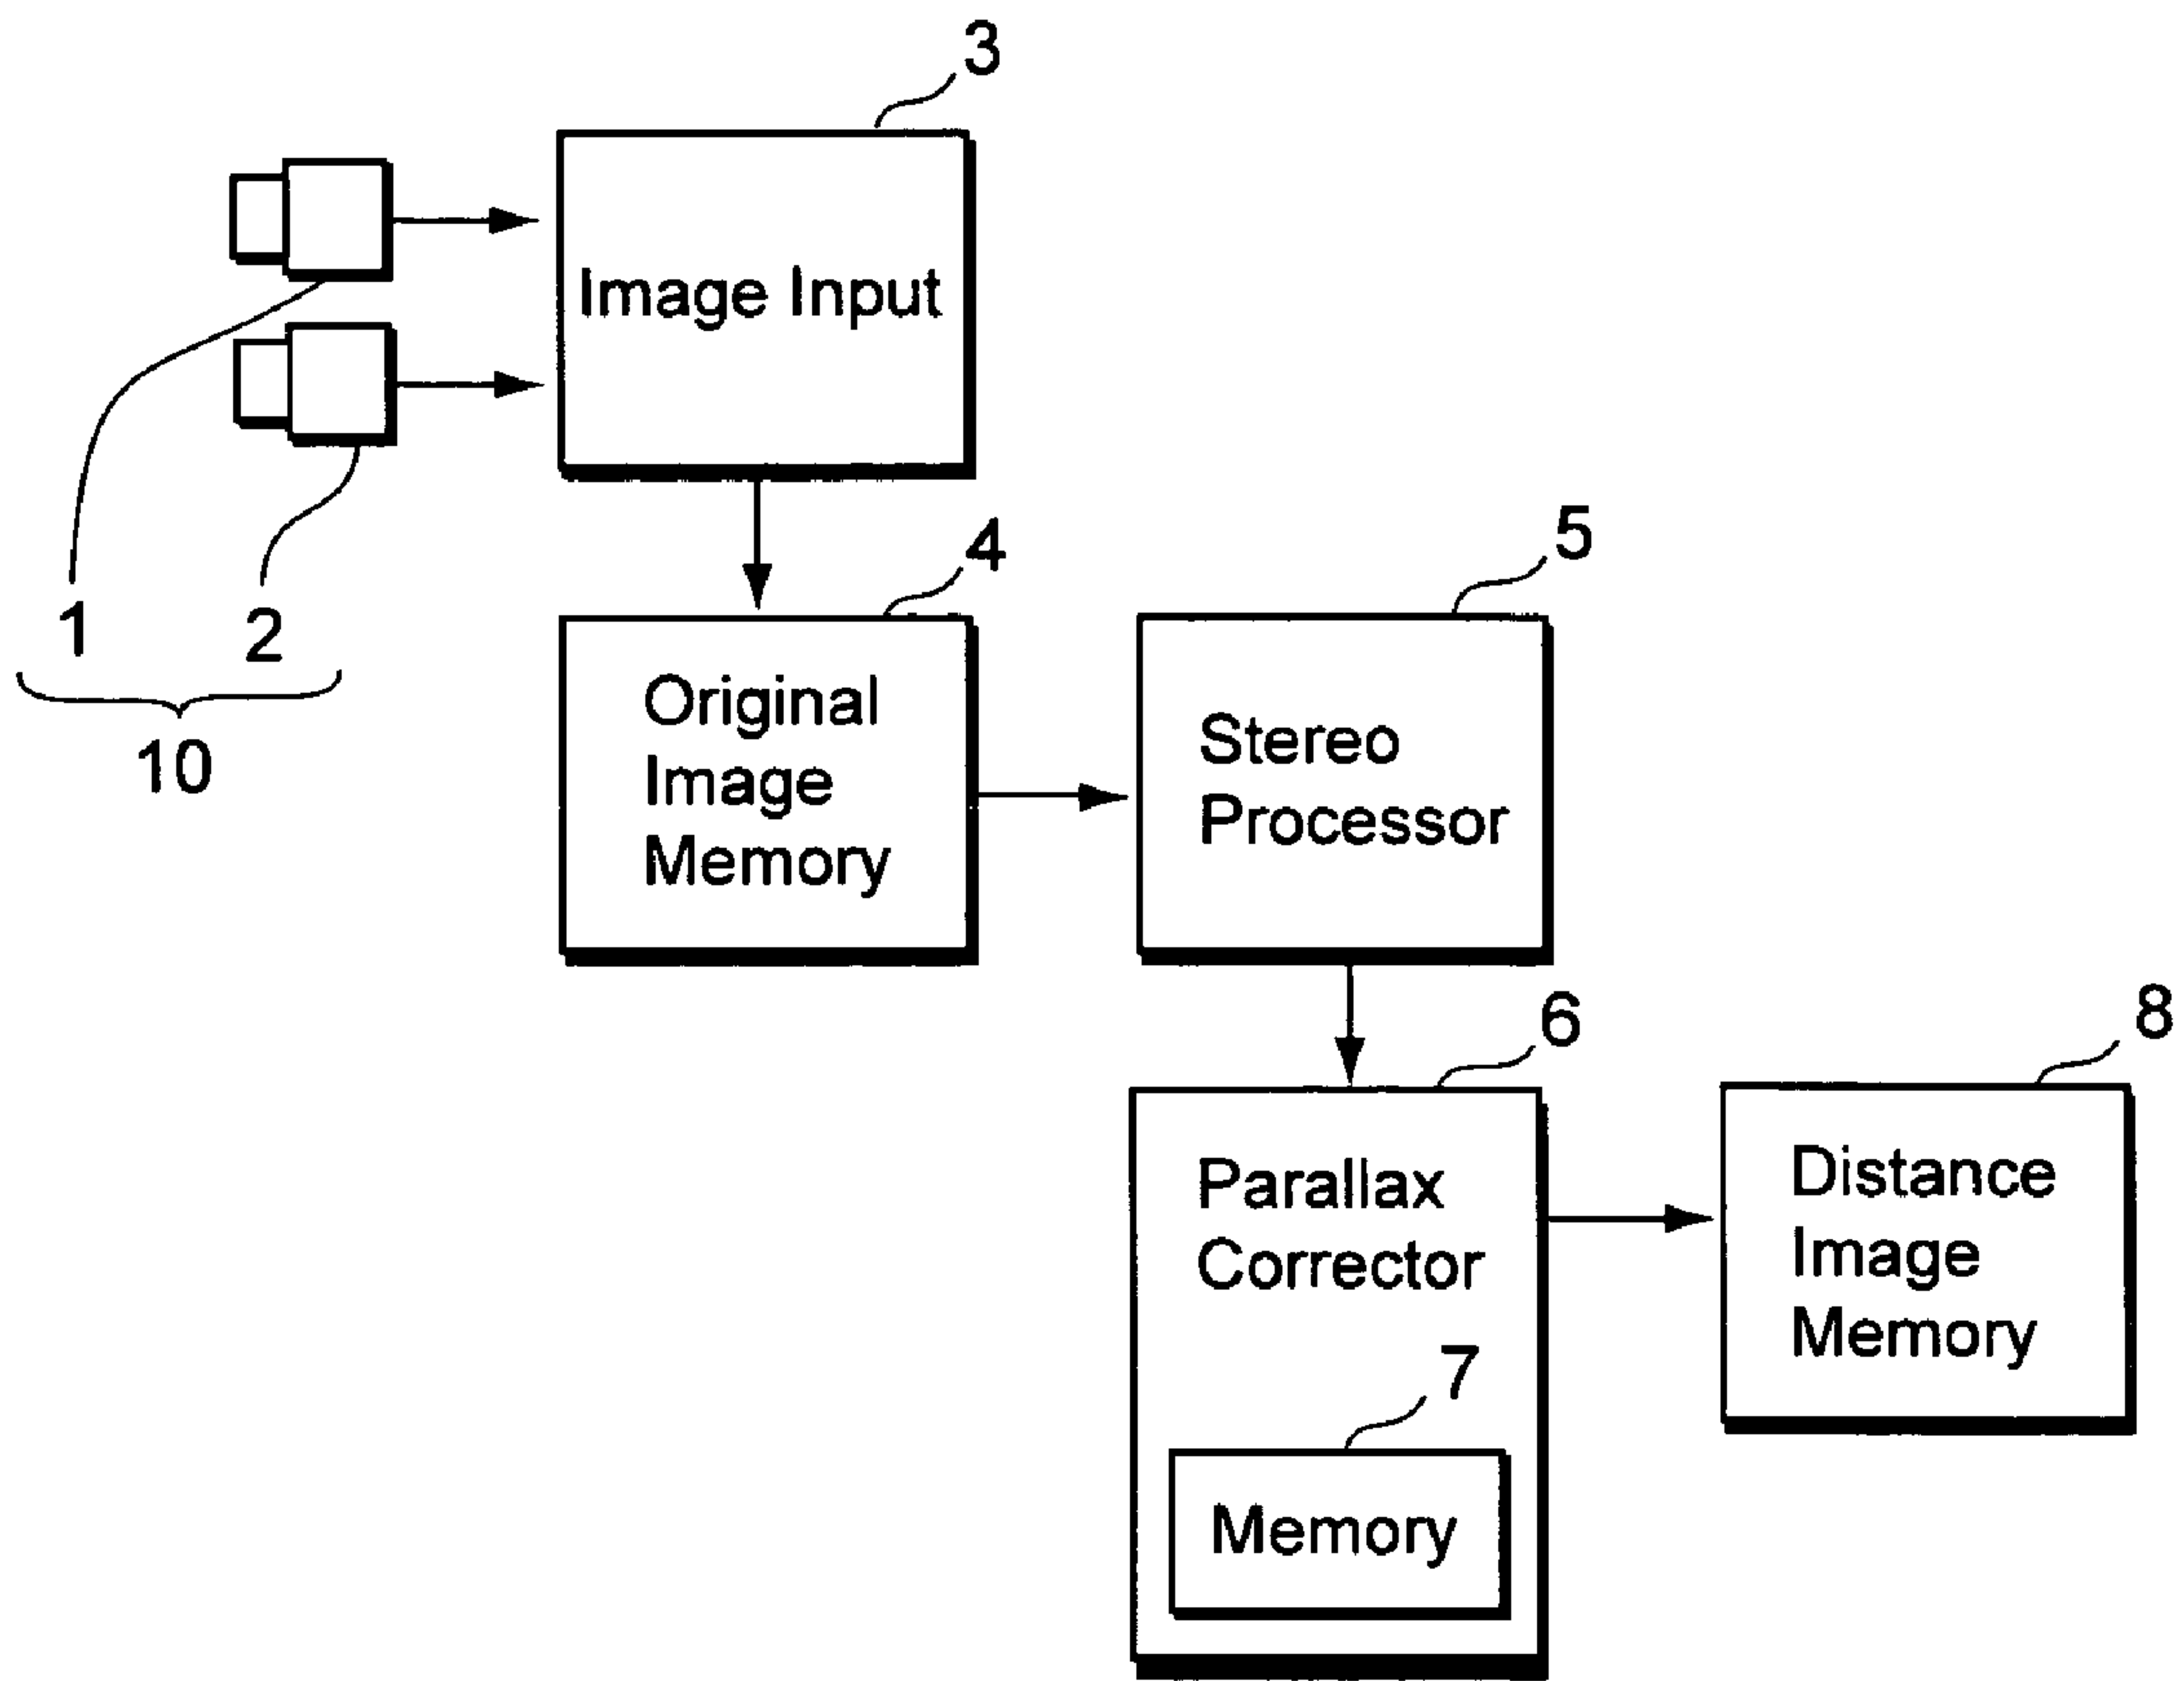 3
Image Input
1
2
10
4
Original
Image
Memory
5
Stereo
Processor
6
Parallax
Corrector
7
Memory
8
Distance
Image
Memory